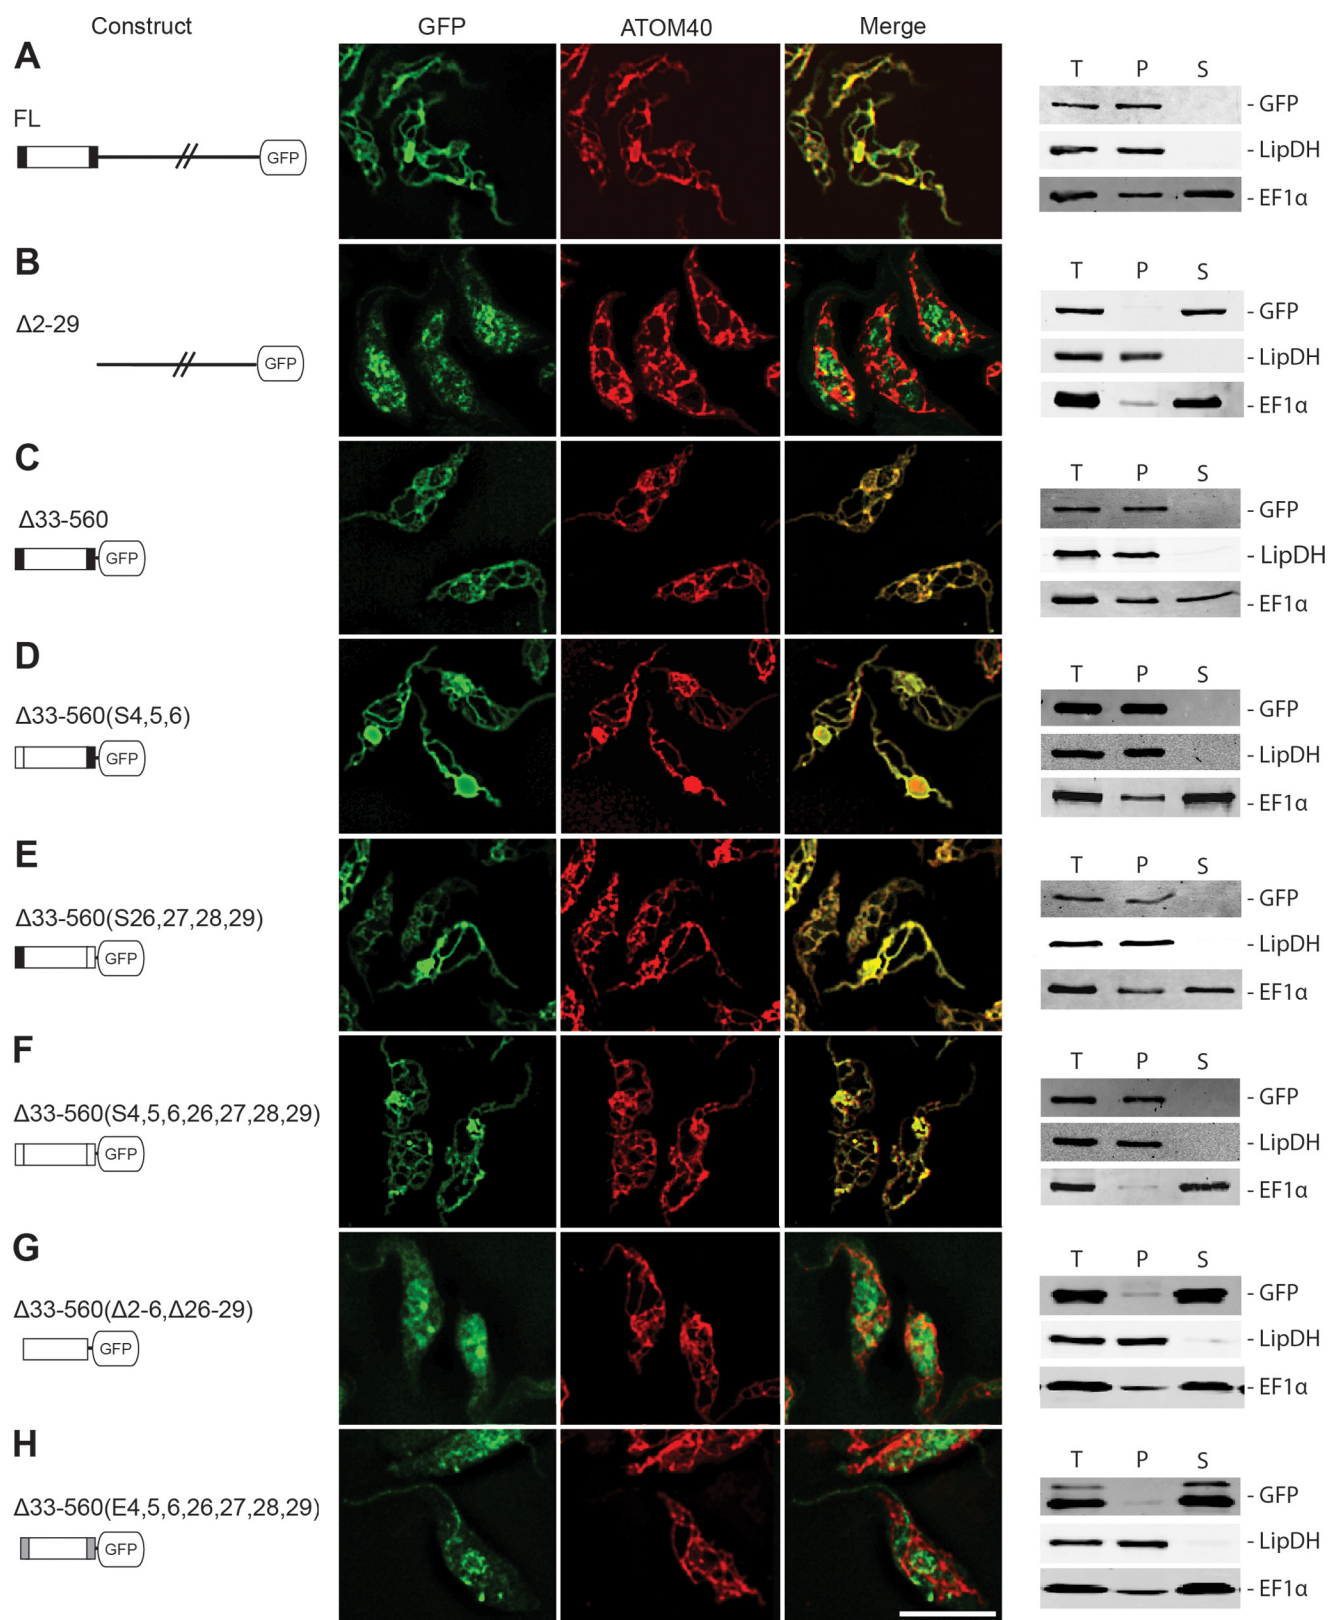 Construct GFP ATOM40 Merge
A
T P S
FL
GFP
- GFP
- LipDH
- EF1α
B
T P S
Δ2-29
GFP
- GFP
- LipDH
- EF1α
C
T P S
Δ33-560
GFP
- GFP
- LipDH
- EF1α
D
T P S
Δ33-560(S4,5,6)
GFP
- GFP
- LipDH
- EF1α
E
T P S
Δ33-560(S26,27,28,29)
GFP
- GFP
- LipDH
- EF1α
F
T P S
Δ33-560(S4,5,6,26,27,28,29)
GFP
- GFP
- LipDH
- EF1α
G
T P S
Δ33-560(Δ2-6,Δ26-29)
GFP
- GFP
- LipDH
- EF1α
H
T P S
Δ33-560(E4,5,6,26,27,28,29)
GFP
- GFP
- LipDH
- EF1α